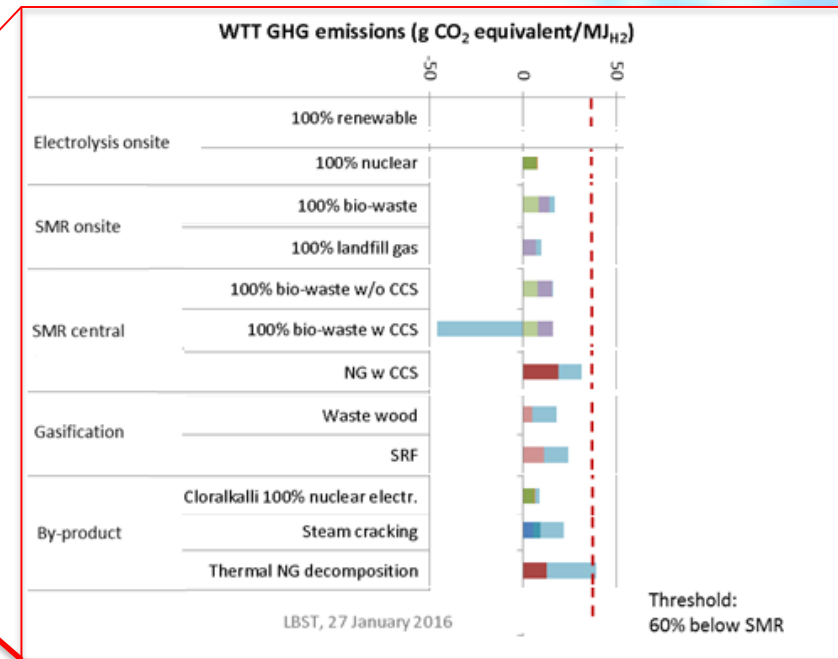 WTT GHG emissions (g CO2 equivalent/MJH2)
-50 0 50
Electrolysis onsite
100% renewable
100% nuclear
SMR onsite
100% bio-waste
100% landfill gas
SMR central
100% bio-waste w/o CCS
100% bio-waste w CCS
NG w CCS
Gasification
Waste wood
SRF
By-product
Cloralkalli 100% nuclear electr.
Steam cracking
Thermal NG decomposition
LBST, 27 January 2016
Threshold:
60% below SMR